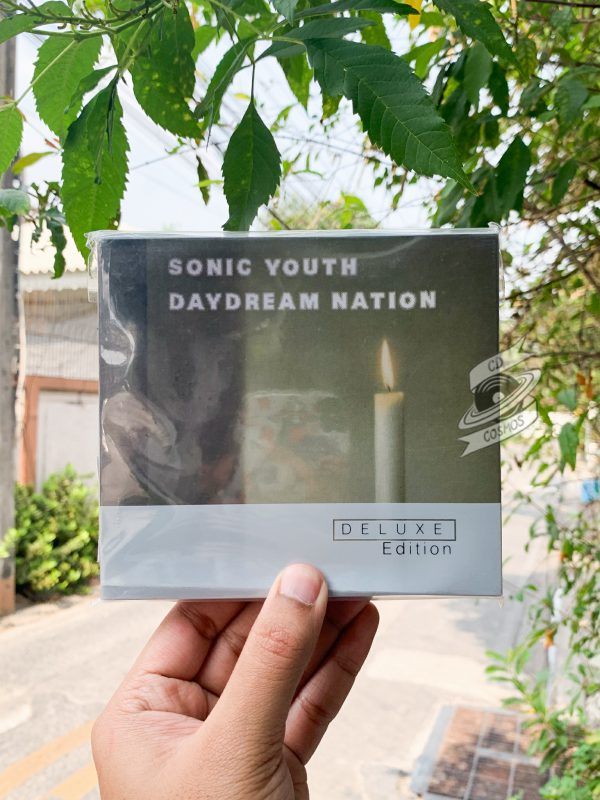 SONIC YOUTH
DAYDREAM NATION
CD
COSMOS
DELUXE
Edition